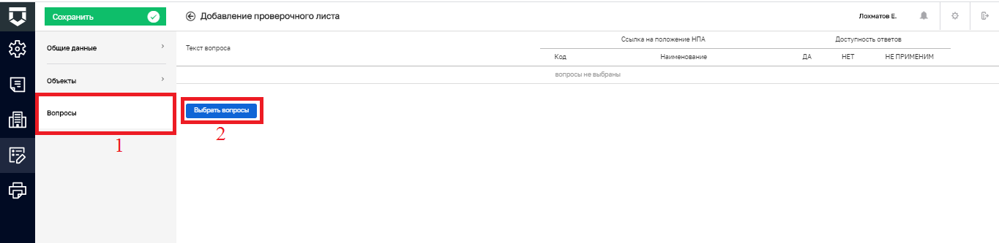 Сохранить
Добавление проверочного листа
Лохматов Е.
Общие данные
Объекты
Вопросы
1
Текст вопроса
Ссылка на положение НПА
Доступность ответов
Код
Наименование
ДА
НЕТ
НЕ ПРИМЕНИМ
вопросы не выбраны
Выбрать вопросы
2